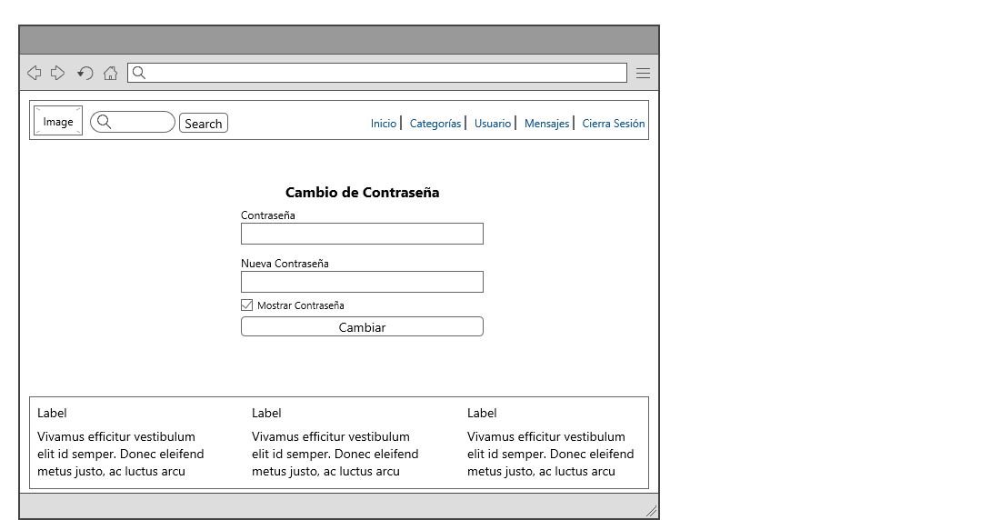 Image
Search
Inicio
Categorías
Usuario
Mensajes
Cierra Sesión
Cambio de Contraseña
Contraseña
Nueva Contraseña
Mostrar Contraseña
Cambiar
Label
Vivamus efficitur vestibulum
elit id semper. Donec eleifend
metus justo, ac luctus arcu
Label
Vivamus efficitur vestibulum
elit id semper. Donec eleifend
metus justo, ac luctus arcu
Label
Vivamus efficitur vestibulum
elit id semper. Donec eleifend
metus justo, ac luctus arcu